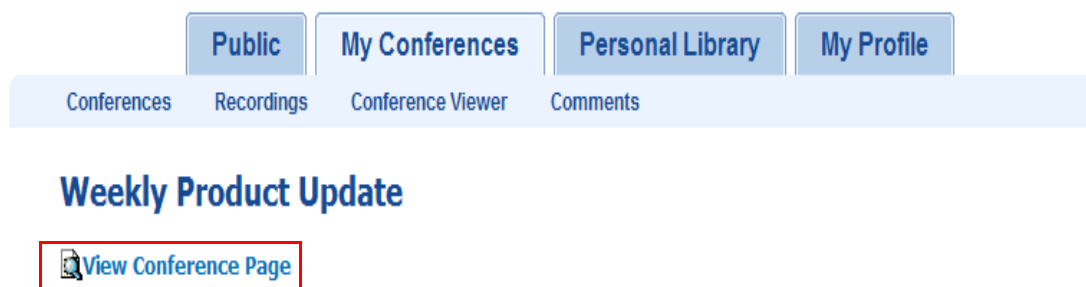 Public My Conferences Personal Library My Profile
Conferences Recordings Conference Viewer Comments
Weekly Product Update
View Conference Page